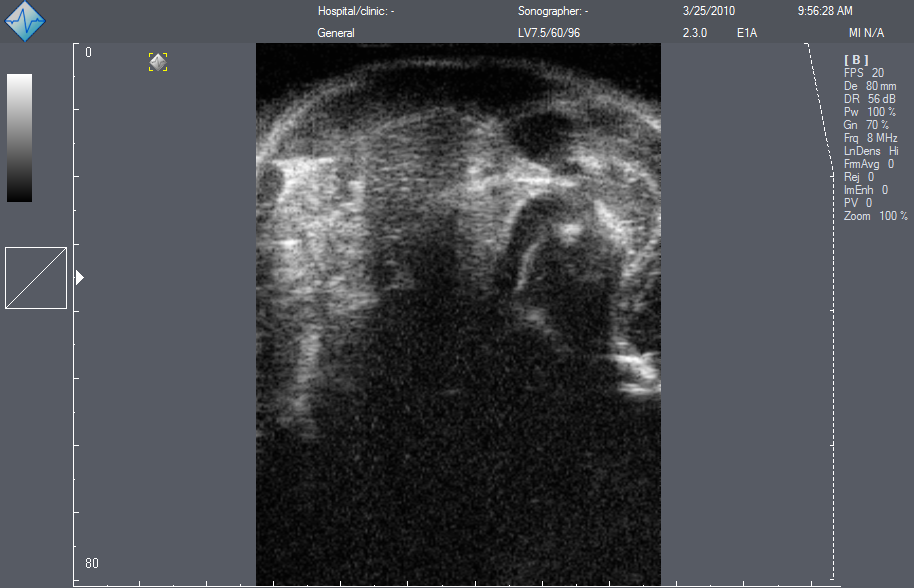 Hospital/clinic: - Sonographer: - 3/25/2010 9:56:28 AM
General LV7.5/60/96 2.3.0 E1A MI N/A
0
[ B ]
FPS 20
De 80 mm
DR 56 dB
Pw 100 %
Gn 70 %
Frq 8 MHz
LnDens Hi
FrmAvg 0
Rej 0
ImEnh 0
PV 0
Zoom 100 %
80